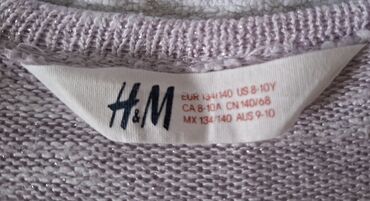 H&M
EUR 134/140 US 8-10Y
CA 8-10A CN 140/68
MX 134/140 AUS 9-10